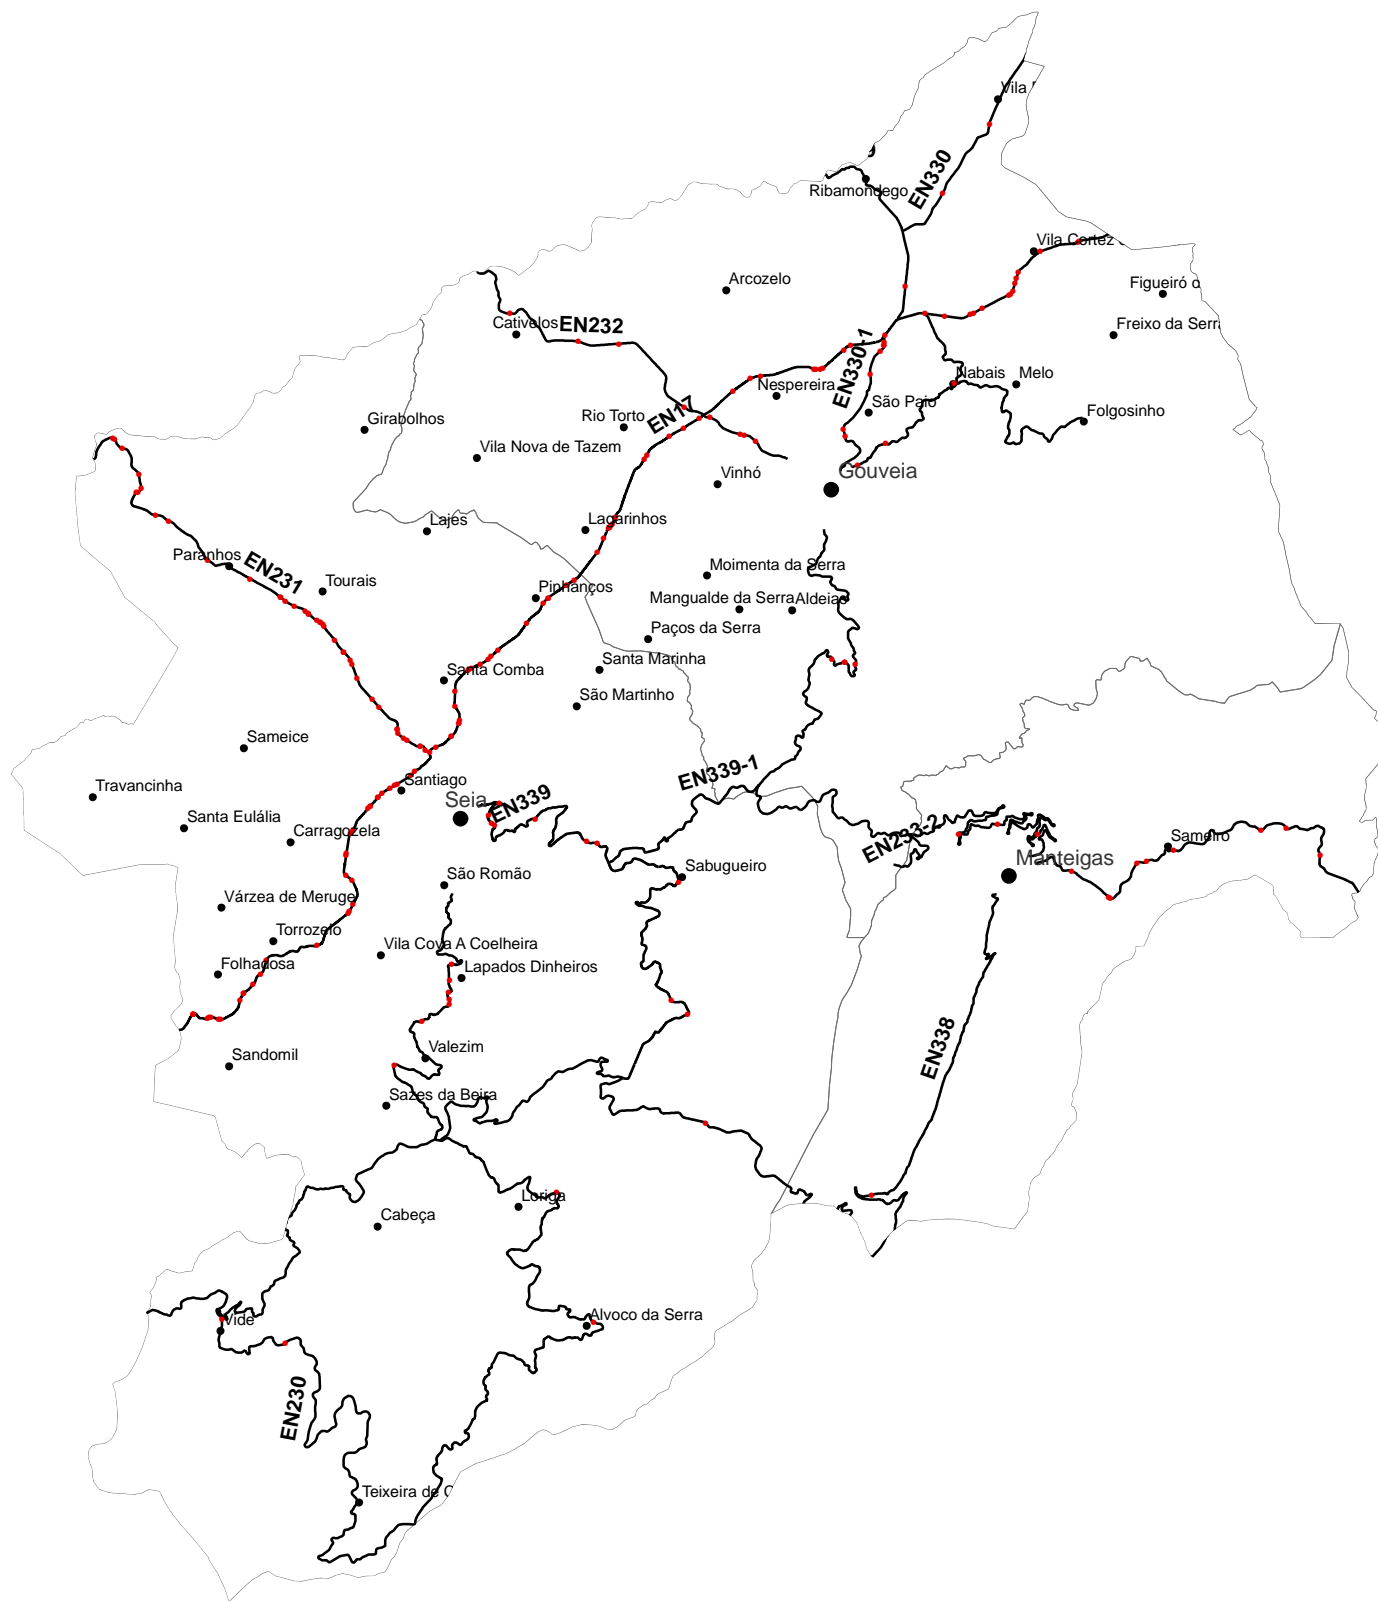 Vila
EN330
Ribamondego
Vila Cortez
Arcozelo
Figueiró
EN232
Cativelos
Freixo da Serra
EN330-1
Nabais
Melo
Nespereira
São Paio
Folgosinho
EN17
Rio Torto
Girabolhos
Vila Nova de Tazem
Vinhó
Gouveia
Lajes
Lagarinhos
Paranhos
EN231
Tourais
Pinhanços
Moimenta da Serra
Mangualde da Serra
Aldeias
Paços da Serra
Santa Comba
Santa Marinha
São Martinho
Sameice
EN339-1
Travancinha
Santiago
Seia
EN339
Santa Eulália
Carragozela
EN233-2
Sameiro
Manteigas
São Romão
Sabugueiro
Várzea de Meruge
Torrozelo
Vila Cova A Coelheira
Folhadosa
Lapados Dinheiros
Sandomil
Valezim
EN338
Sazes da Beira
Loriga
Cabeça
Vide
Alvoco da Serra
EN230
Teixeira de